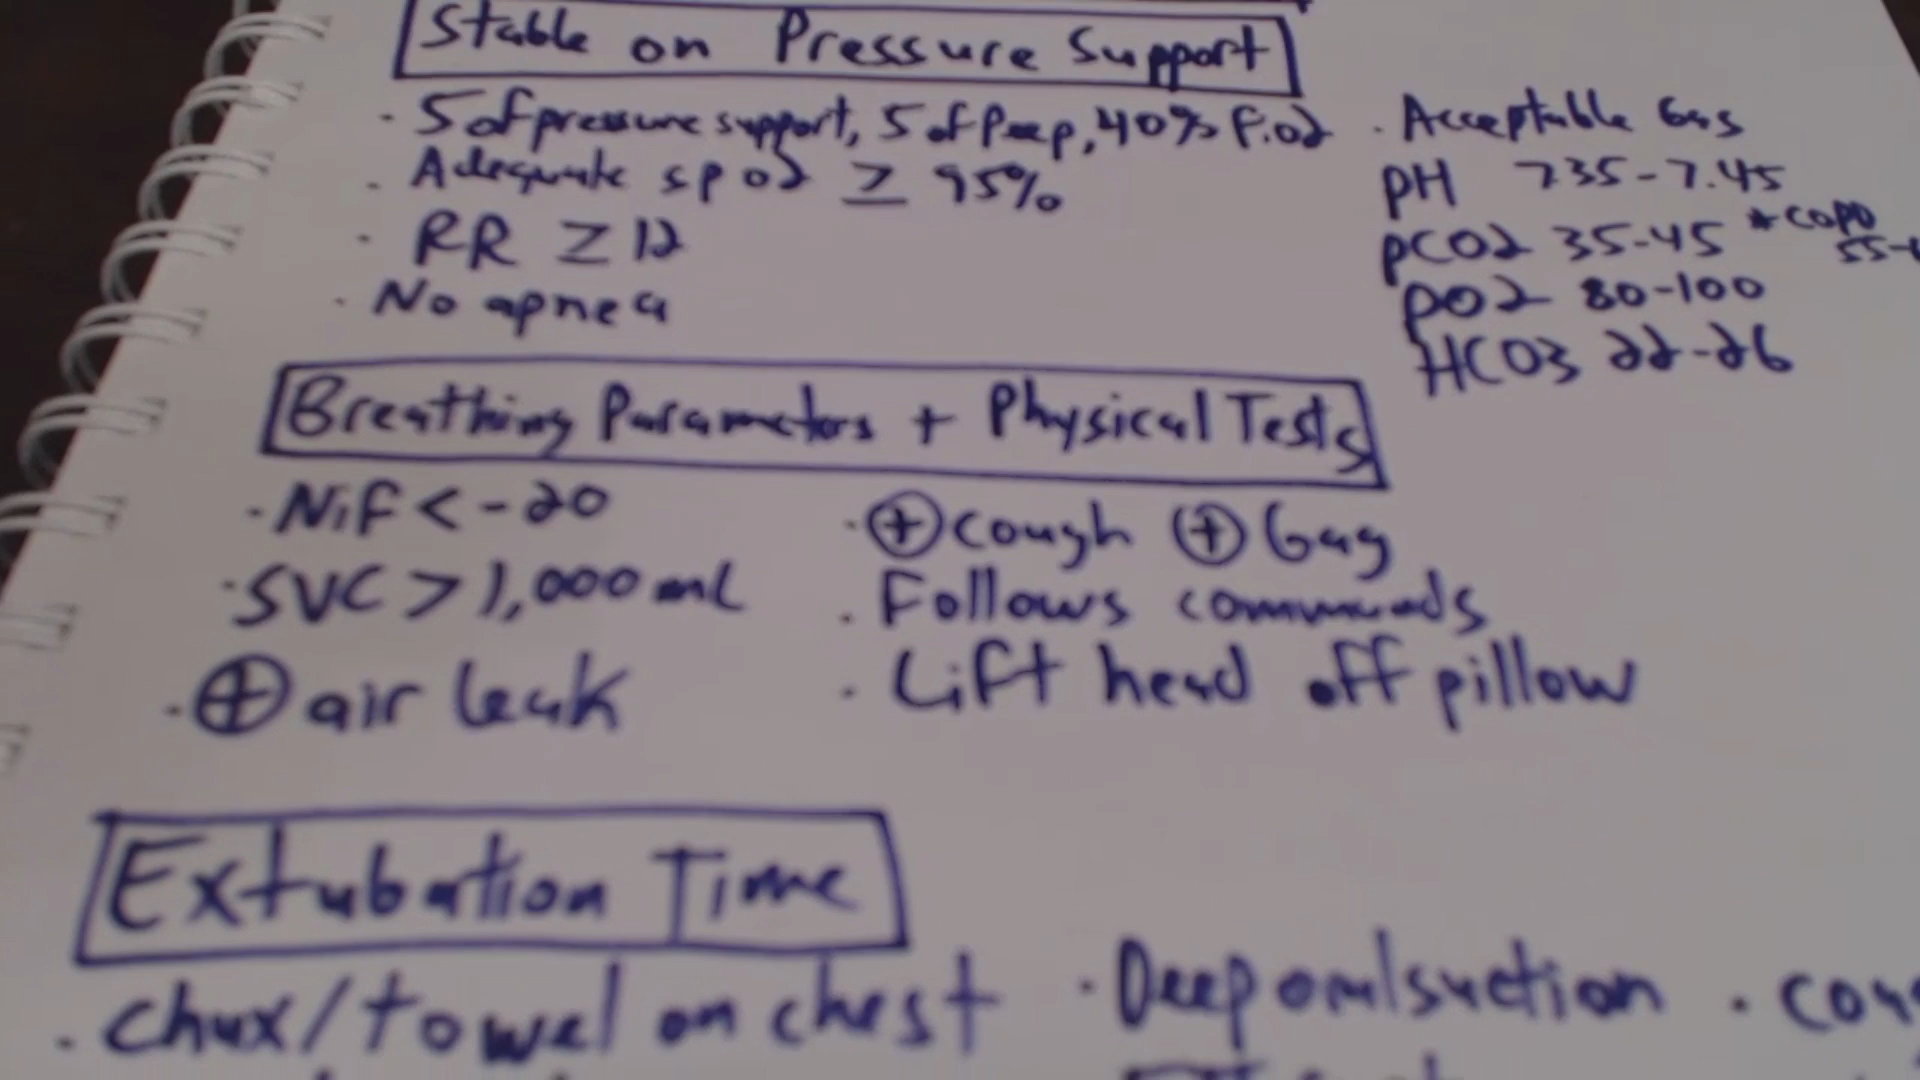 Stable on Pressure Support
· 5 of pressure support, 5 of Peep, 40% Fio2
· Adequate spo2 ≥ 95%
· RR ≥ 12
· No apnea
· Acceptable Gas
pH 735-7.45
pCO2 35-45 *COPD
55-
pO2 80-100
HCO3 22-26
Breathing Parameters + Physical Tests
· NiF < -20
· SVC > 1,000 mL
· ⊕ air leak
· ⊕ cough ⊕ Gag
· Follows commands
· Lift head off pillow
Extubation Time
· Chux/towel on chest
· Deep oral suction